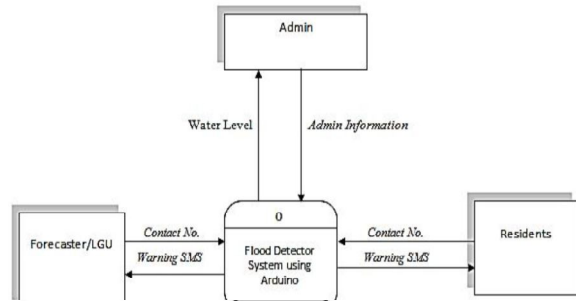 Admin
Water Level
Admin Information
0
Forecaster/LGU
Contact No.
Warning SMS
Flood Detector
System using
Arduino
Contact No.
Warning SMS
Residents